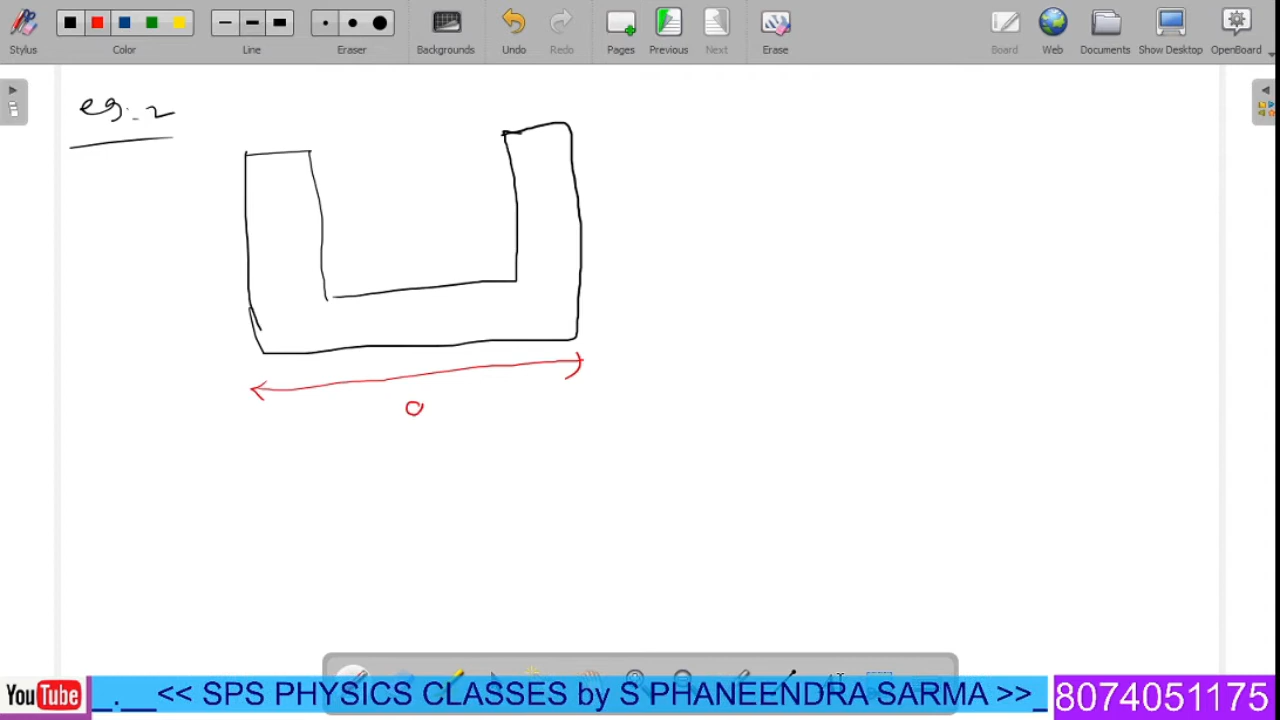 Stylus
Color
Line
Eraser
Backgrounds
Undo
Redo
Pages
Previous
Next
Erase
Board
Web
Documents
Show Desktop
OpenBoard
eg:-2
YouTube
_.__<< SPS PHYSICS CLASSES by S PHANEENDRA SARMA >>_
8074051175